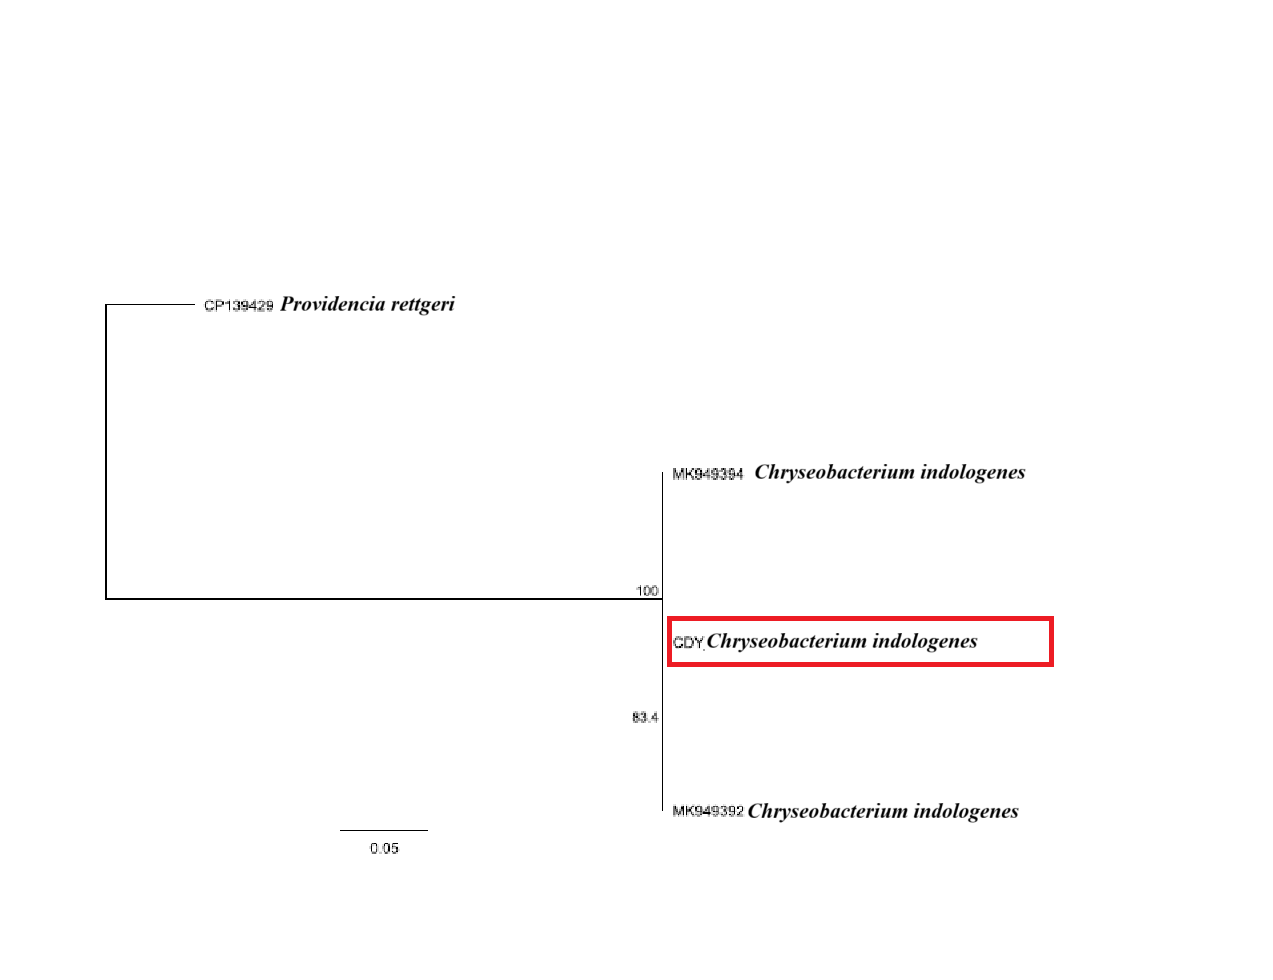 CP139429 Providencia rettgeri
MK949394 Chryseobacterium indologenes
100
CDY Chryseobacterium indologenes
83.4
MK949392 Chryseobacterium indologenes
0.05